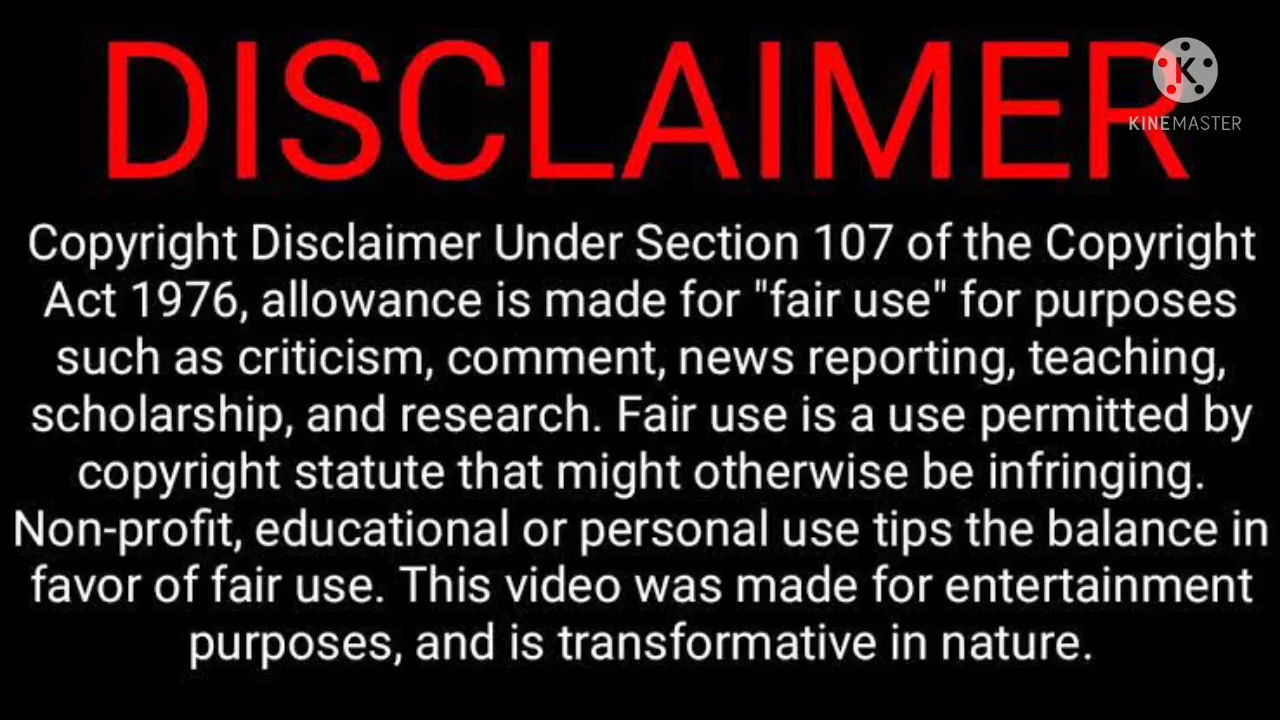 DISCLAIMER
K
KINEMASTER
Copyright Disclaimer Under Section 107 of the Copyright
Act 1976, allowance is made for "fair use" for purposes
such as criticism, comment, news reporting, teaching,
scholarship, and research. Fair use is a use permitted by
copyright statute that might otherwise be infringing.
Non-profit, educational or personal use tips the balance in
favor of fair use. This video was made for entertainment
purposes, and is transformative in nature.